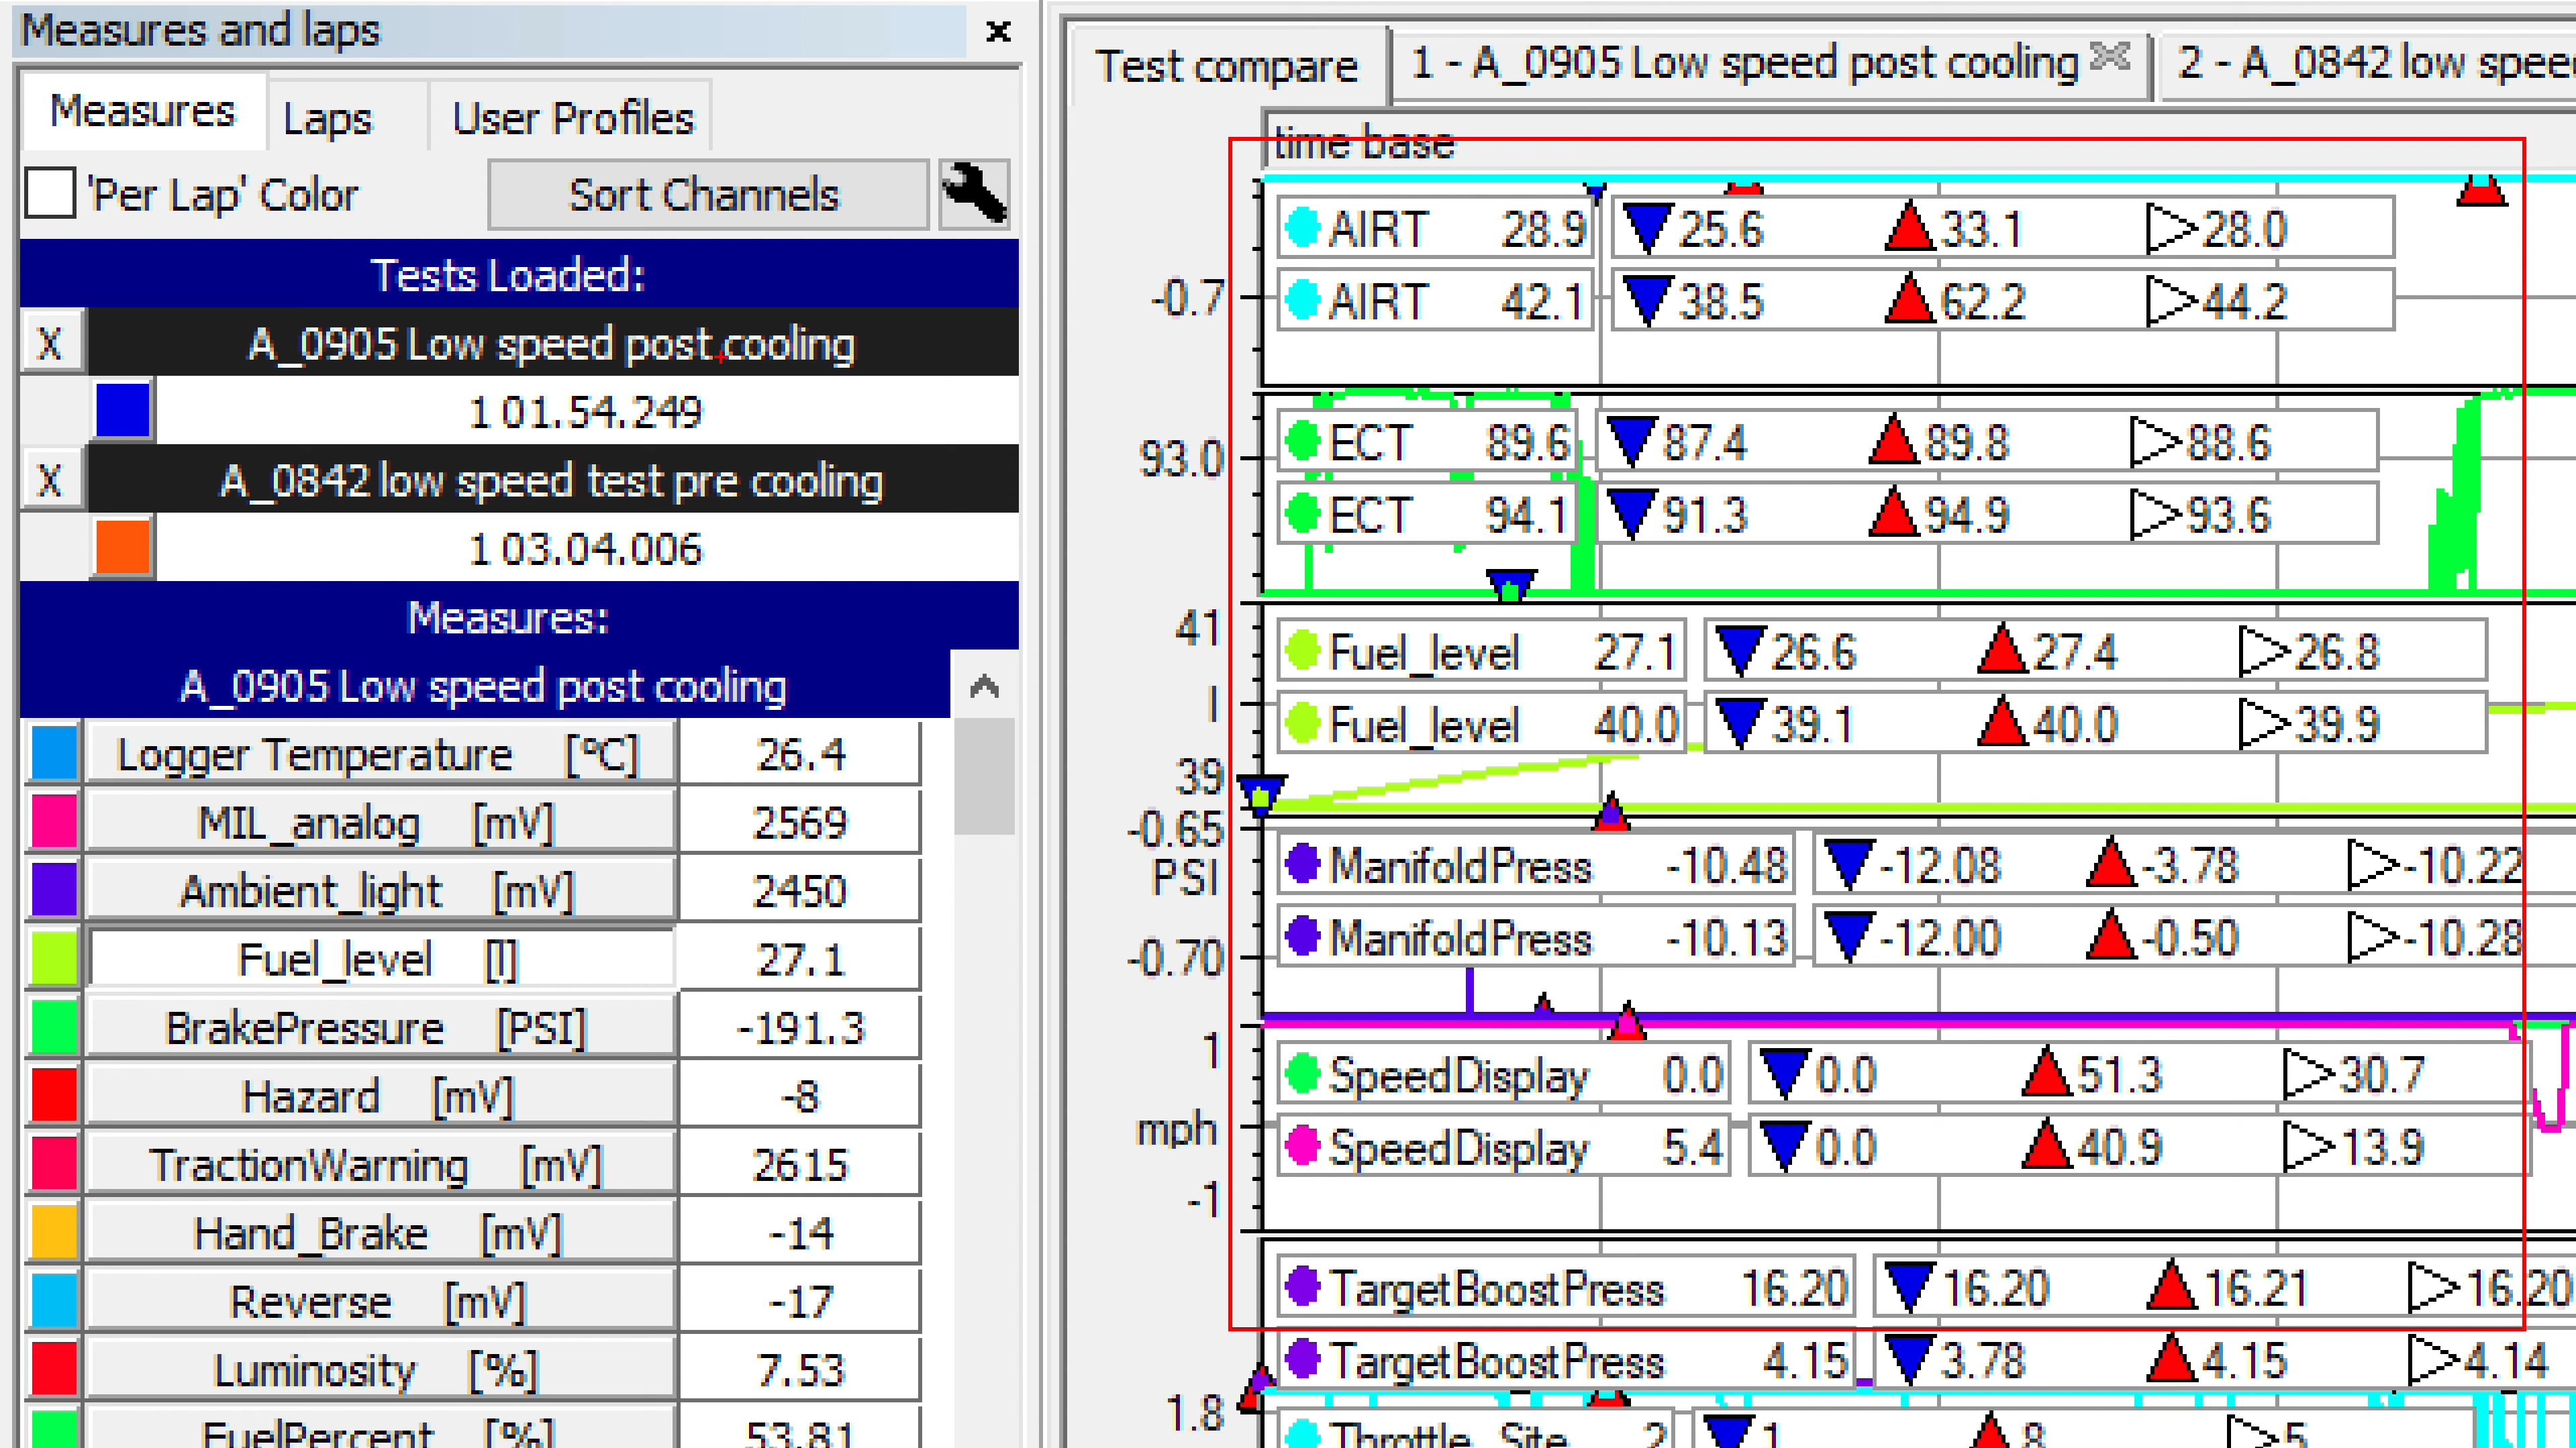 Measures and laps x
Measures Laps User Profiles
'Per Lap' Color Sort Channels
Tests Loaded:
X A_0905 Low speed post cooling
1 01.54.249
X A_0842 low speed test pre cooling
1 03.04.006
Measures:
A_0905 Low speed post cooling
Logger Temperature [°C] 26.4
MIL_analog [mV] 2569
Ambient_light [mV] 2450
Fuel_level [l] 27.1
BrakePressure [PSI] -191.3
Hazard [mV] -8
TractionWarning [mV] 2615
Hand_Brake [mV] -14
Reverse [mV] -17
Luminosity [%] 7.53
FuelPercent [%] 53.81
Test compare 1 - A_0905 Low speed post cooling 2 - A_0842 low spee
time base
AIRT 28.9 25.6 33.1 28.0
-0.7
AIRT 42.1 38.5 62.2 44.2
ECT 89.6 87.4 89.8 88.6
93.0
ECT 94.1 91.3 94.9 93.6
41
Fuel_level 27.1 26.6 27.4 26.8
l
Fuel_level 40.0 39.1 40.0 39.9
39
-0.65
ManifoldPress -10.48 -12.08 -3.78 -10.22
PSI
ManifoldPress -10.13 -12.00 -0.50 -10.28
-0.70
1
SpeedDisplay 0.0 0.0 51.3 30.7
mph
SpeedDisplay 5.4 0.0 40.9 13.9
-1
TargetBoostPress 16.20 16.20 16.21 16.20
TargetBoostPress 4.15 3.78 4.15 4.14
1.8
Throttle_Site 2 1 8 5